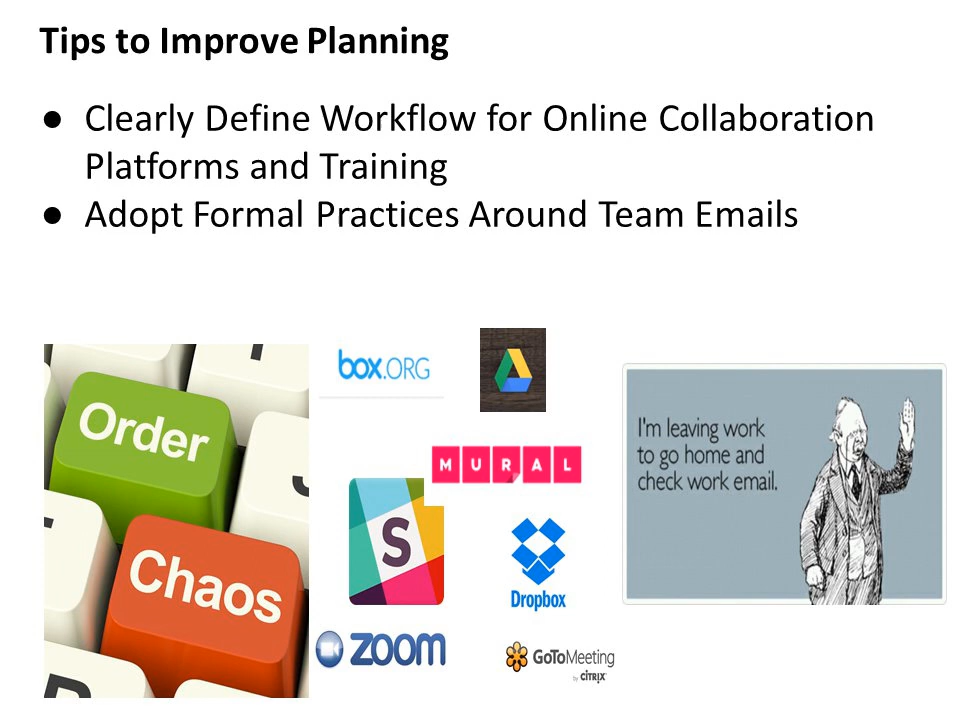 Tips to Improve Planning
● Clearly Define Workflow for Online Collaboration
Platforms and Training
● Adopt Formal Practices Around Team Emails
Order
Chaos
box.ORG
MURAL
S
Dropbox
zoom
GoToMeeting
by CITRIX
I'm leaving work
to go home and
check work email.